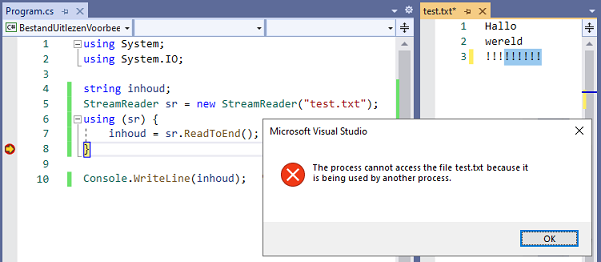 Program.cs
BestandUitlezenVoorbee
1 using System;
2 using System.IO;
3
4 string inhoud;
5 StreamReader sr = new StreamReader("test.txt");
6 using (sr) {
7 inhoud = sr.ReadToEnd();
8 }
9
10 Console.WriteLine(inhoud);
test.txt*
1 Hallo
2 wereld
3 !!!!!!!!!
Microsoft Visual Studio
The process cannot access the file test.txt because it
is being used by another process.
OK